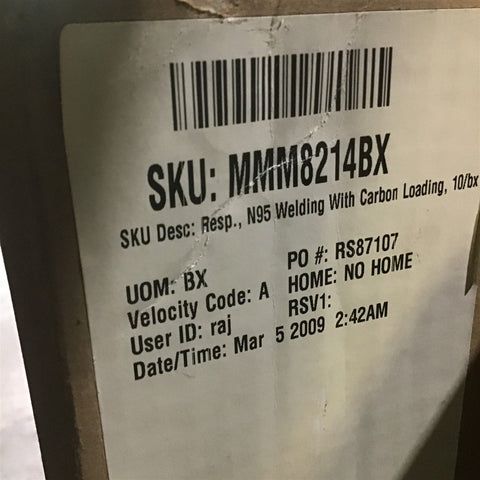 SKU: MMM8214BX
SKU Desc: Resp., N95 Welding With Carbon Loading, 10/bx
UOM: BX
PO #: RS87107
Velocity Code: A
HOME: NO HOME
User ID: raj
RSV1:
Date/Time: Mar 5 2009 2:42AM